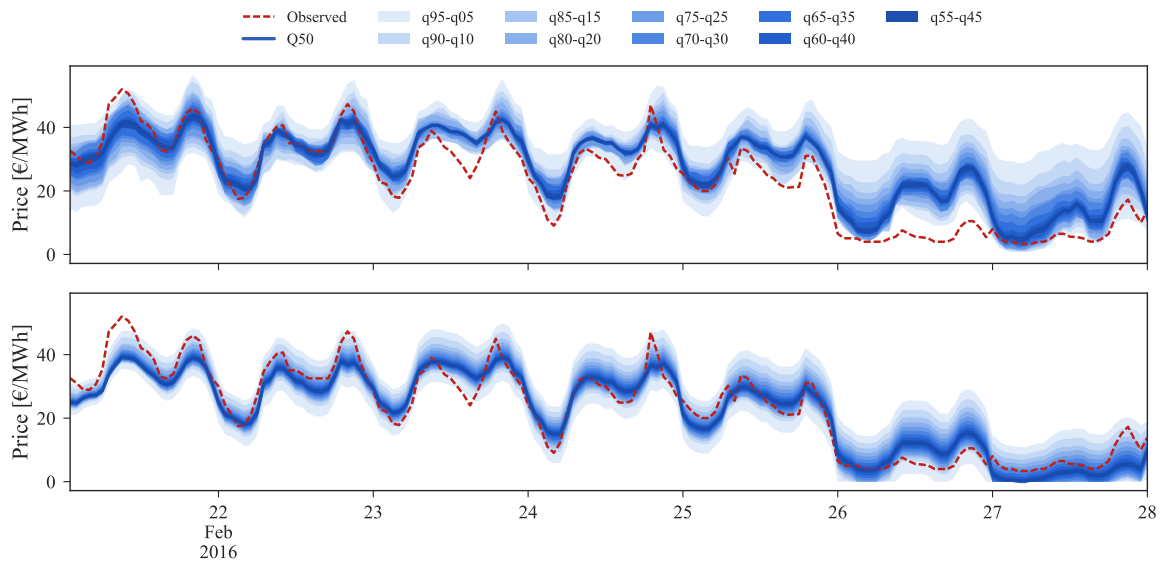 Observed q95-q05 q85-q15 q75-q25 q65-q35 q55-q45
Q50 q90-q10 q80-q20 q70-q30 q60-q40
Price [€/MWh]
40
20
0
Price [€/MWh]
40
20
0
22 23 24 25 26 27 28
Feb
2016